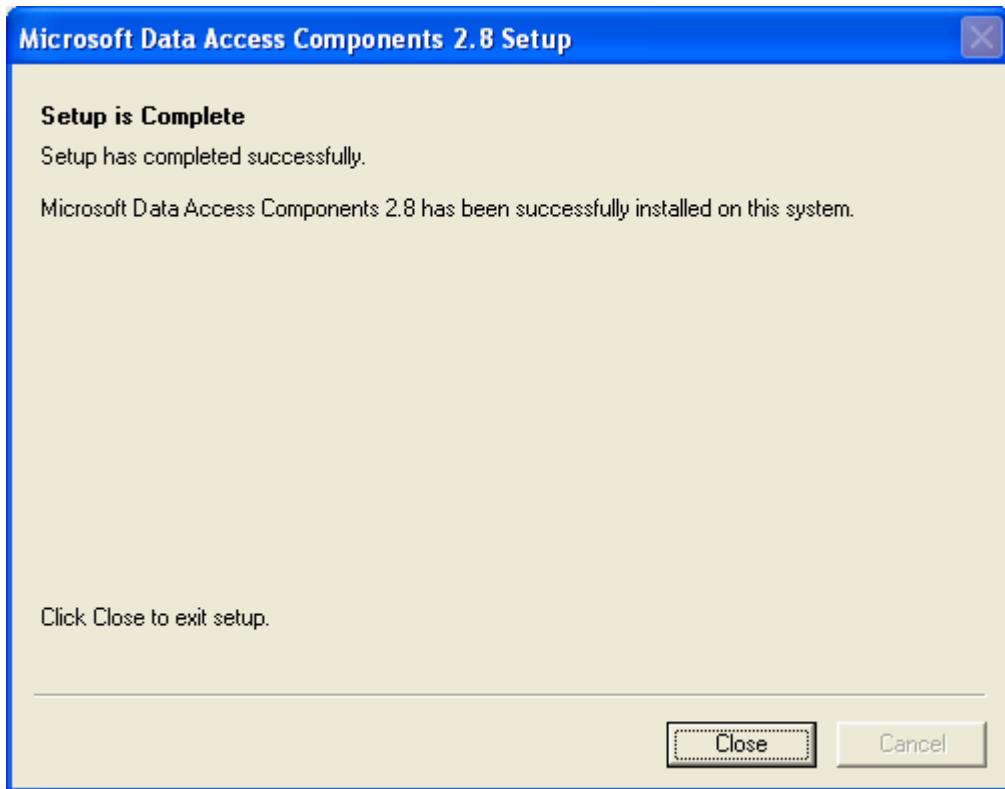 Microsoft Data Access Components 2.8 Setup
Setup is Complete
Setup has completed successfully.
Microsoft Data Access Components 2.8 has been successfully installed on this system.
Click Close to exit setup.
Close Cancel